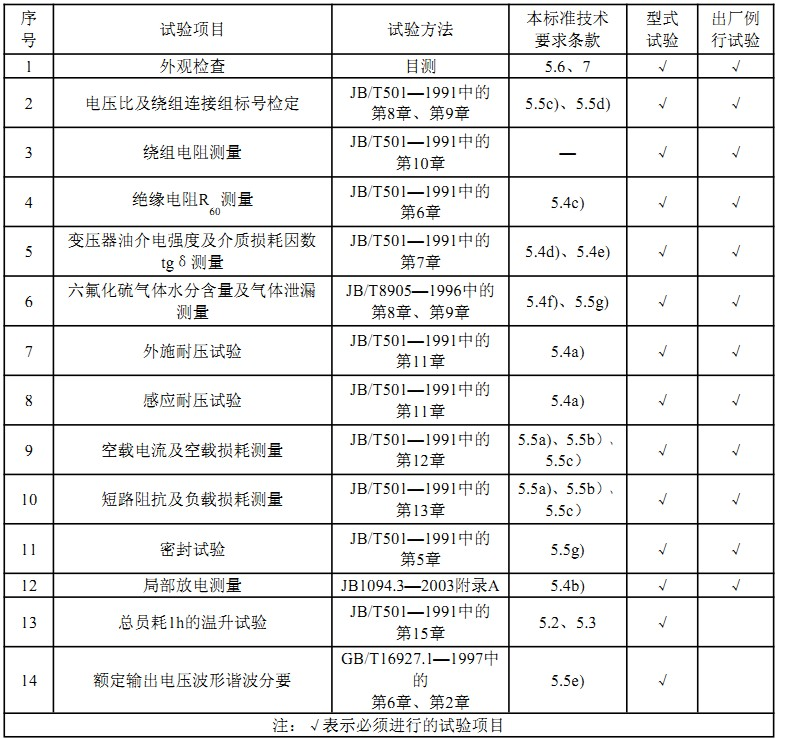 序号 试验项目 试验方法 本标准技术要求条款 型式试验 出厂例行试验
1 外观检查 目测 5.6、7 √ √
2 电压比及绕组连接组标号检定 JB/T501—1991中的第8章、第9章 5.5c)、5.5d) √ √
3 绕组电阻测量 JB/T501—1991中的第10章 — √ √
4 绝缘电阻R60测量 JB/T501—1991中的第6章 5.4c) √ √
5 变压器油介电强度及介质损耗因数tgδ测量 JB/T501—1991中的第7章 5.4d)、5.4e) √ √
6 六氟化硫气体水分含量及气体泄漏测量 JB/T8905—1996中的第8章、第9章 5.4f)、5.5g) √ √
7 外施耐压试验 JB/T501—1991中的第11章 5.4a) √ √
8 感应耐压试验 JB/T501—1991中的第11章 5.4a) √ √
9 空载电流及空载损耗测量 JB/T501—1991中的第12章 5.5a)、5.5b）、5.5c） √ √
10 短路阻抗及负载损耗测量 JB/T501—1991中的第13章 5.5a)、5.5b）、5.5c） √ √
11 密封试验 JB/T501—1991中的第5章 5.5g) √ √
12 局部放电测量 JB1094.3—2003附录A 5.4b) √ √
13 总员耗1h的温升试验 JB/T501—1991中的第15章 5.2、5.3 √
14 额定输出电压波形谐波分要 GB/T16927.1—1997中的第6章、第2章 5.5e) √
注：√表示必须进行的试验项目